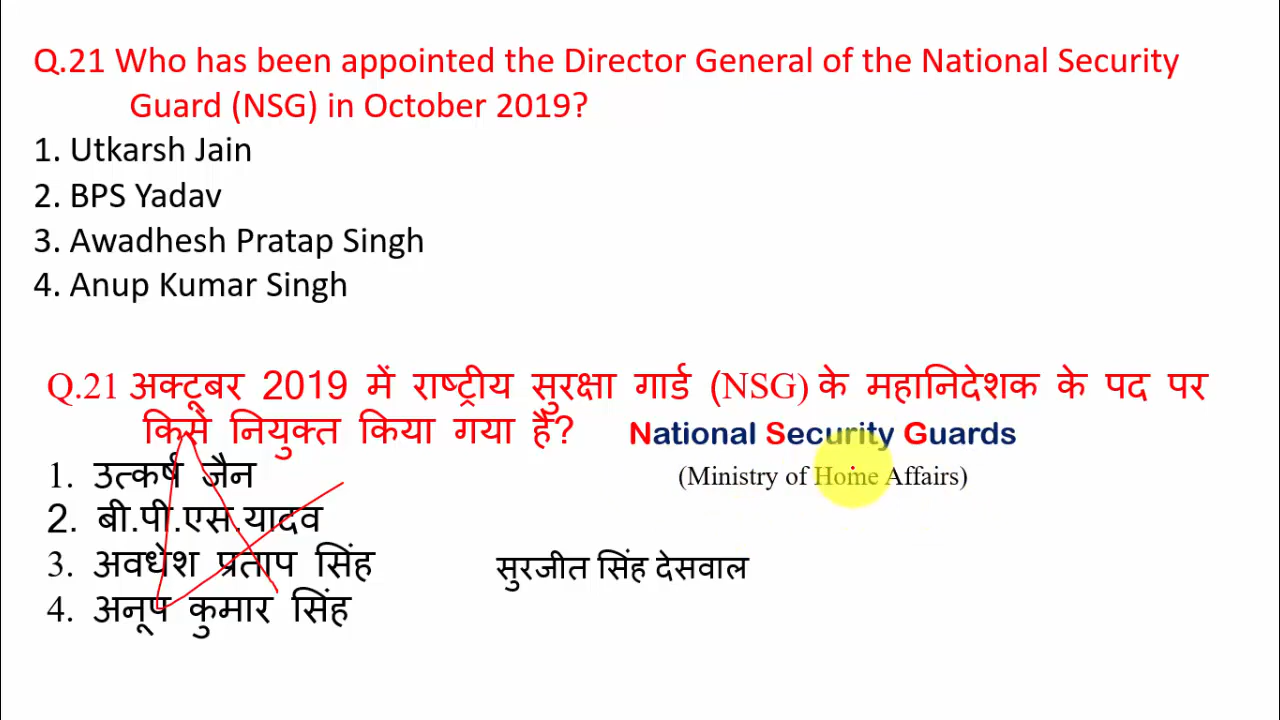 Q.21 Who has been appointed the Director General of the National Security
Guard (NSG) in October 2019?
1. Utkarsh Jain
2. BPS Yadav
3. Awadhesh Pratap Singh
4. Anup Kumar Singh
Q.21 अक्टूबर 2019 में राष्ट्रीय सुरक्षा गार्ड (NSG) के महानिदेशक के पद पर
किसे नियुक्त किया गया है?
National Security Guards
1. उत्कर्ष जैन
(Ministry of Home Affairs)
2. बी.पी.एस.यादव
3. अवधेश प्रताप सिंह
सुरजीत सिंह देसवाल
4. अनूप कुमार सिंह